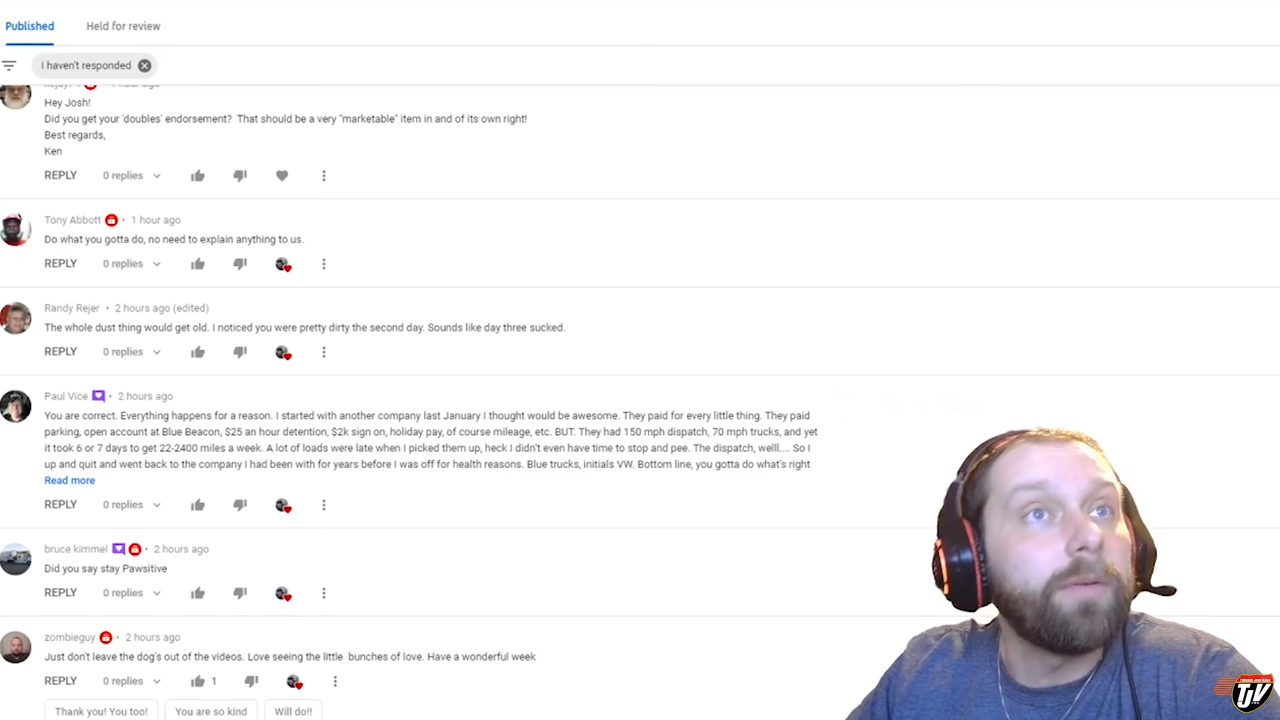 Published
Held for review
I haven't responded
1 hour ago
Hey Josh!
Did you get your 'doubles' endorsement? That should be a very "marketable" item in and of its own right!
Best regards,
Ken
REPLY 0 replies
Tony Abbott • 1 hour ago
Do what you gotta do, no need to explain anything to us.
REPLY 0 replies
Randy Rejer • 2 hours ago (edited)
The whole dust thing would get old. I noticed you were pretty dirty the second day. Sounds like day three sucked.
REPLY 0 replies
Paul Vice • 2 hours ago
You are correct. Everything happens for a reason. I started with another company last January I thought would be awesome. They paid for every little thing. They paid
parking, open account at Blue Beacon, $25 an hour detention, $2k sign on, holiday pay, of course mileage, etc. BUT. They had 150 mph dispatch, 70 mph trucks, and yet
it took 6 or 7 days to get 22-2400 miles a week. A lot of loads were late when I picked them up, heck I didn't even have time to stop and pee. The dispatch, welll.... So I
up and quit and went back to the company I had been with for years before I was off for health reasons. Blue trucks, initials VW. Bottom line, you gotta do what's right
Read more
REPLY 0 replies
bruce kimmel • 2 hours ago
Did you say stay Pawsitive
REPLY 0 replies
zombieguy • 2 hours ago
Just don't leave the dog's out of the videos. Love seeing the little bunches of love. Have a wonderful week
REPLY 0 replies 1
Thank you! You too!
You are so kind
Will do!!
TJV